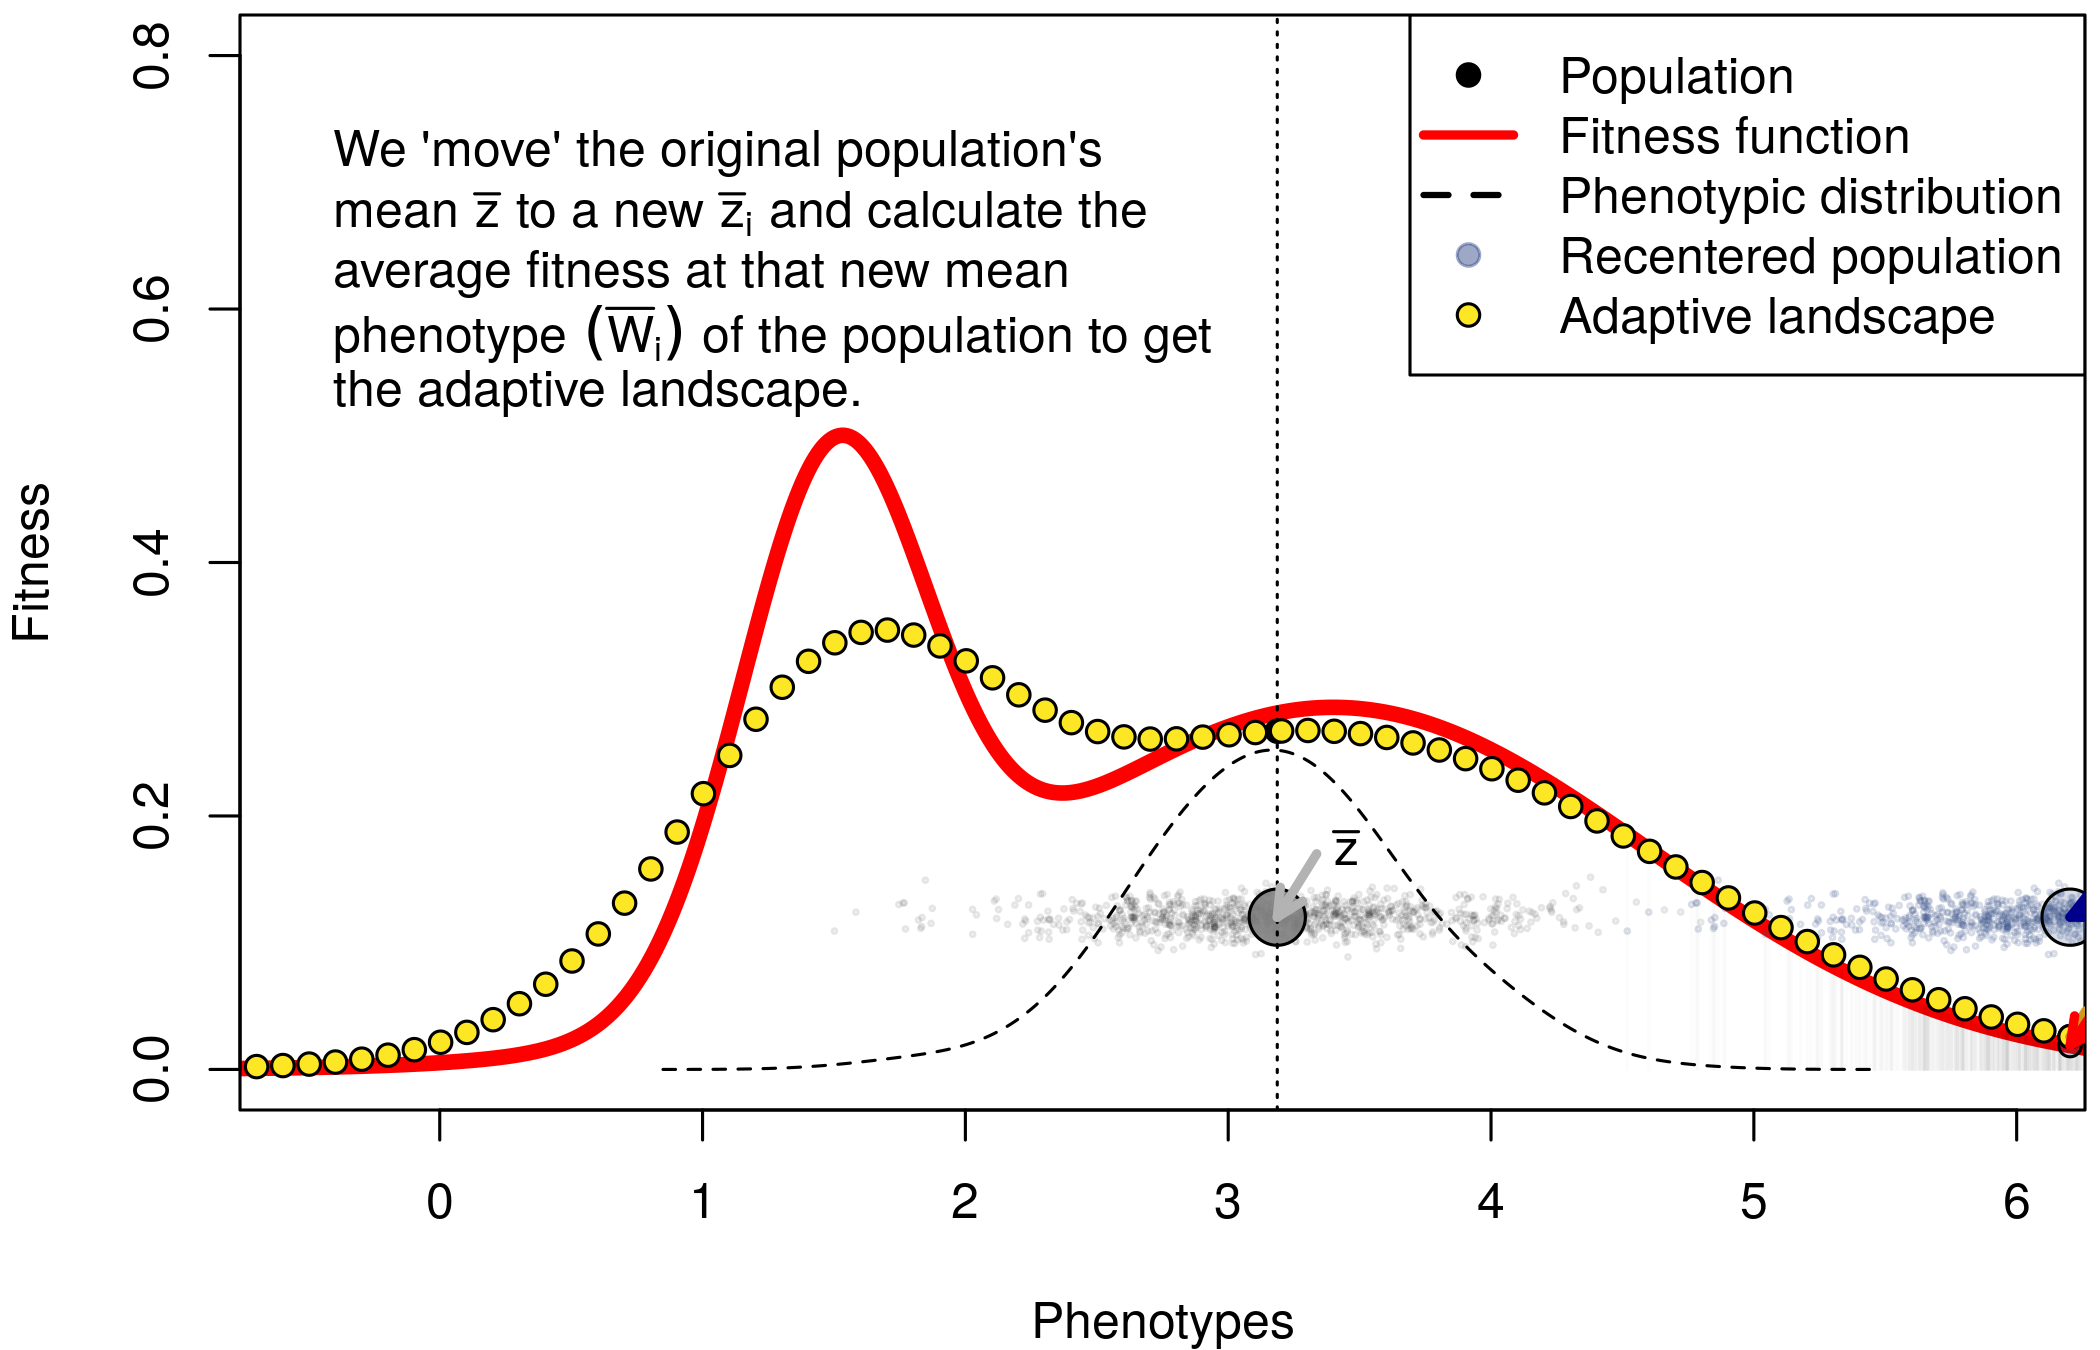 We 'move' the original population's
mean z̅ to a new z̅ᵢ and calculate the
average fitness at that new mean
phenotype (W̅ᵢ) of the population to get
the adaptive landscape.
Population
Fitness function
Phenotypic distribution
Recentered population
Adaptive landscape
z̅
Fitness
0.8
0.6
0.4
0.2
0.0
0 1 2 3 4 5 6
Phenotypes